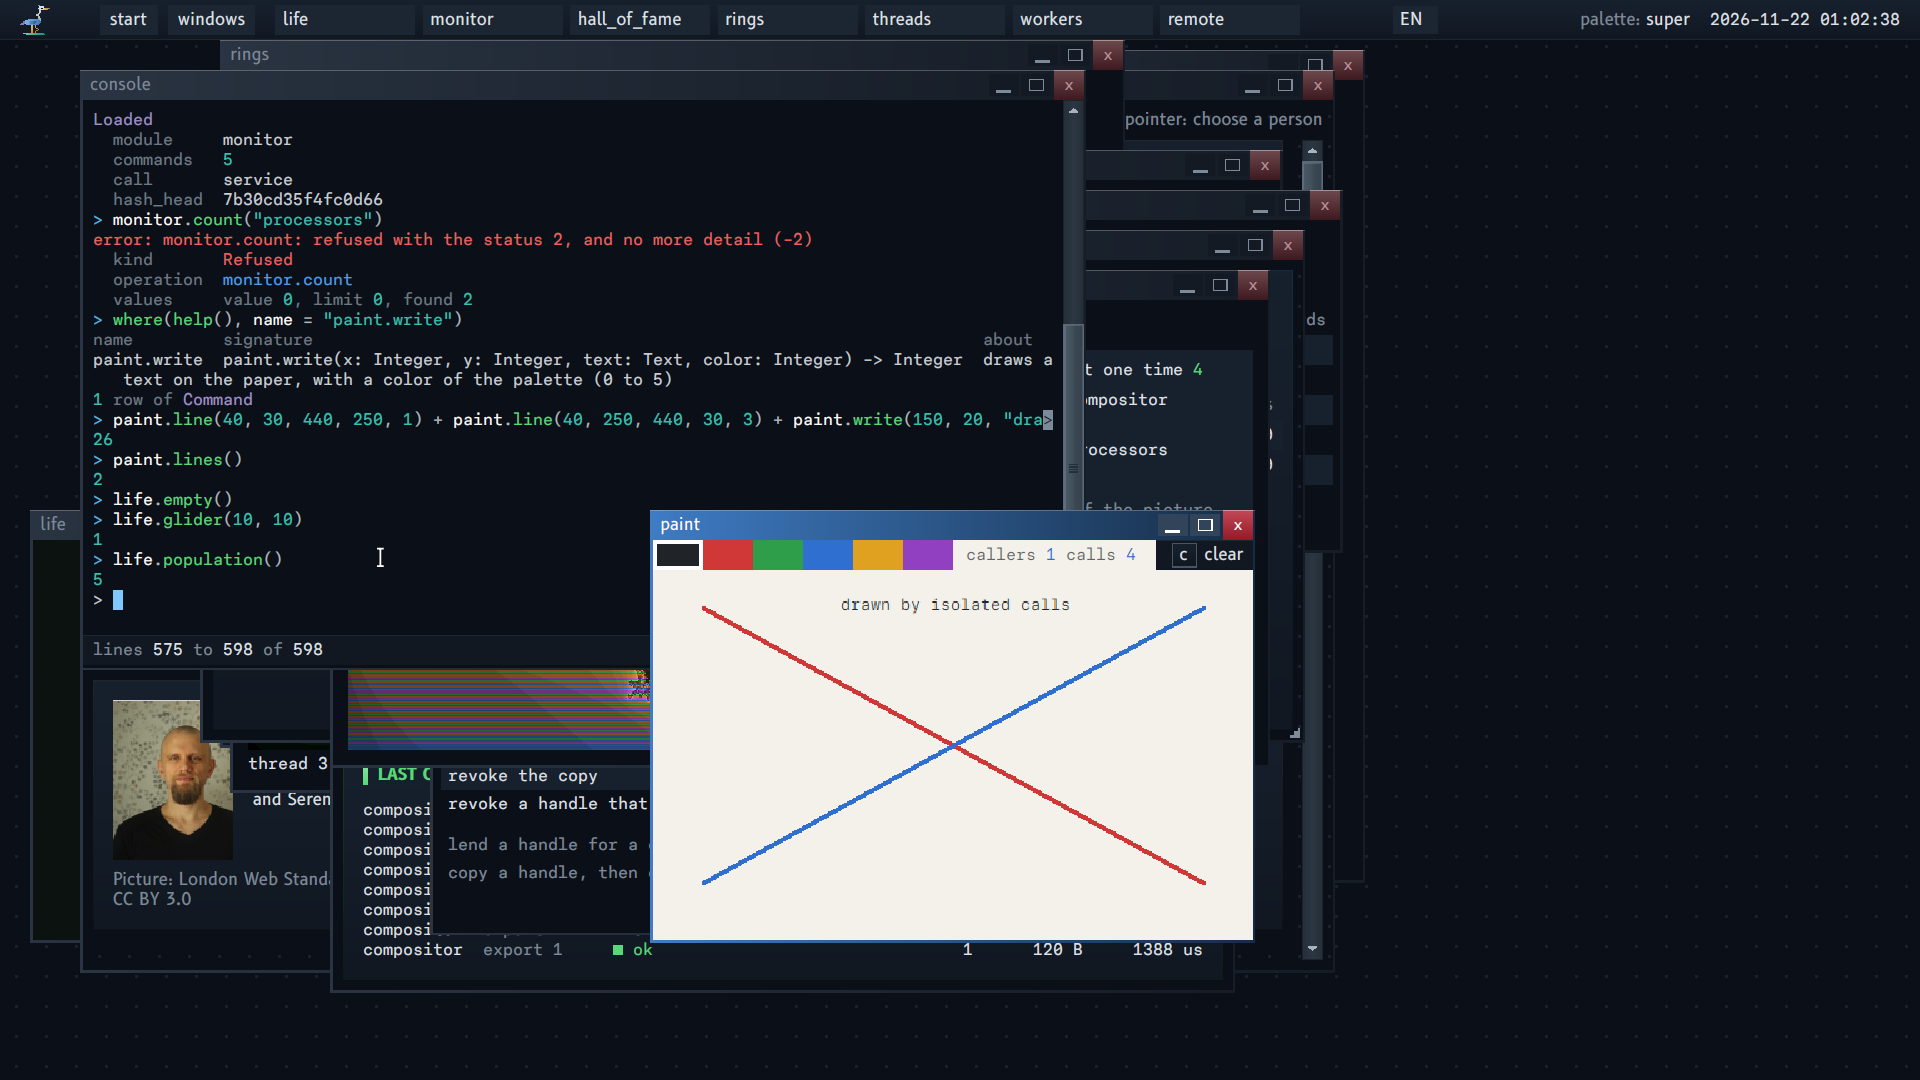 start windows life monitor hall_of_fame rings threads workers remote EN palette: super 2026-11-22 01:02:38
rings
console
Loaded
module monitor
commands 5
call service
hash_head 7b30cd35f4fc0d66
> monitor.count("processors")
error: monitor.count: refused with the status 2, and no more detail (-2)
kind Refused
operation monitor.count
values value 0, limit 0, found 2
> where(help(), name = "paint.write")
name signature about
paint.write paint.write(x: Integer, y: Integer, text: Text, color: Integer) -> Integer draws a
text on the paper, with a color of the palette (0 to 5)
1 row of Command
> paint.line(40, 30, 440, 250, 1) + paint.line(40, 250, 440, 30, 3) + paint.write(150, 20, "dra>
26
> paint.lines()
2
> life.empty()
> life.glider(10, 10)
1
> life.population()
5
>
lines 575 to 598 of 598
pointer: choose a person
ds
t one time 4
mpositor
ocessors
f the picture
life
paint
callers 1 calls 4
c clear
drawn by isolated calls
thread 3
and Seren
Picture: London Web Standa
CC BY 3.0
LAST C
composi
composi
composi
composi
composi
composi
composi
compositor export 1 ok 1 120 B 1388 us
revoke the copy
revoke a handle that
lend a handle for a
copy a handle, then